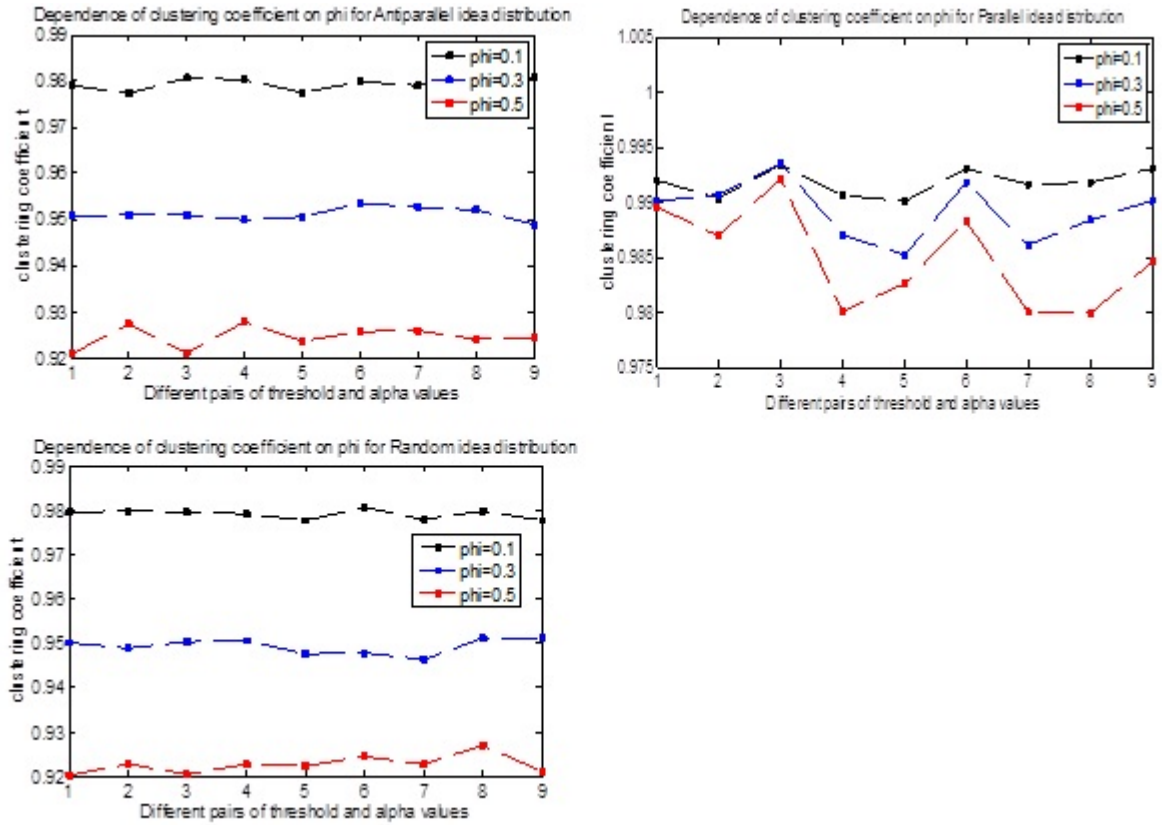 Dependence of clustering coefficient on phi for Antiparallel idea distribution
0.99
0.98
0.97
0.96
0.95
0.94
0.93
0.92
clustering coefficient
phi=0.1
phi=0.3
phi=0.5
1 2 3 4 5 6 7 8 9
Different pairs of threshold and alpha values
Dependence of clustering coefficient on phi for Parallel idea distribution
1.005
1
0.995
0.99
0.985
0.98
0.975
clustering coefficient
phi=0.1
phi=0.3
phi=0.5
1 2 3 4 5 6 7 8 9
Different pairs of threshold and alpha values
Dependence of clustering coefficient on phi for Random idea distribution
0.99
0.98
0.97
0.96
0.95
0.94
0.93
0.92
clustering coefficient
phi=0.1
phi=0.3
phi=0.5
1 2 3 4 5 6 7 8 9
Different pairs of threshold and alpha values